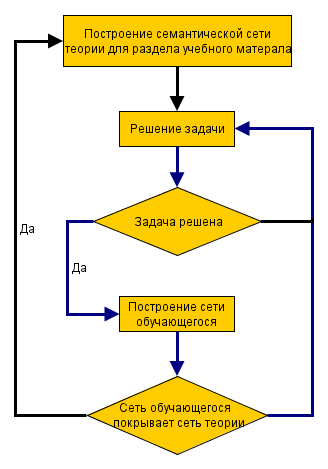 Построение семантической сети
теории для раздела учебного матерала
Решение задачи
Задача решена
Да
Да
Построение сети
обучающегося
Сеть обучающегося
покрывает сеть теории